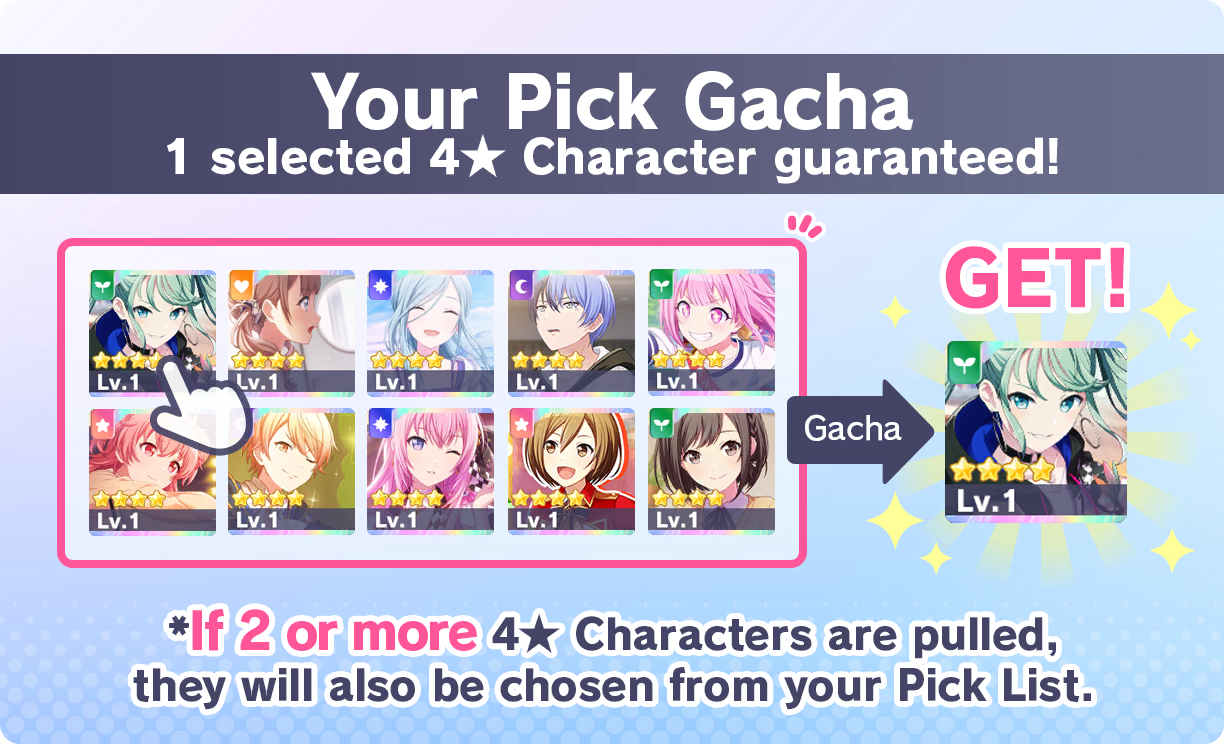 Your Pick Gacha
1 selected 4★ Character guaranteed!
GET!
Lv.1
Lv.1
Lv.1
Lv.1
Lv.1
Lv.1
Lv.1
Lv.1
Lv.1
Lv.1
Gacha
Lv.1
*If 2 or more 4★ Characters are pulled,
they will also be chosen from your Pick List.